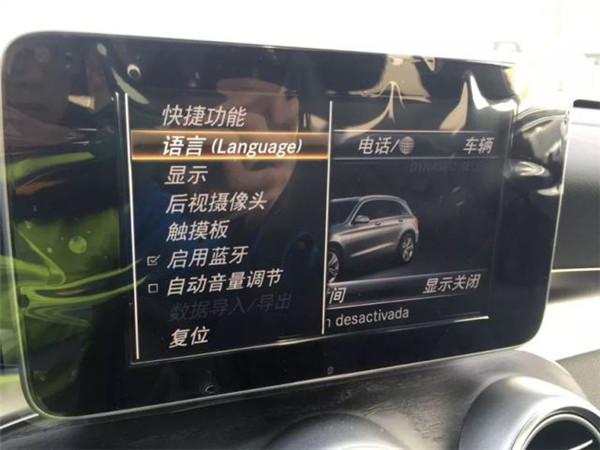 快捷功能
语言 (Language)
显示
后视摄像头
触摸板
启用蓝牙
自动音量调节
数据导入/导出
复位
电话/
车辆
间
显示关闭
n desactivada